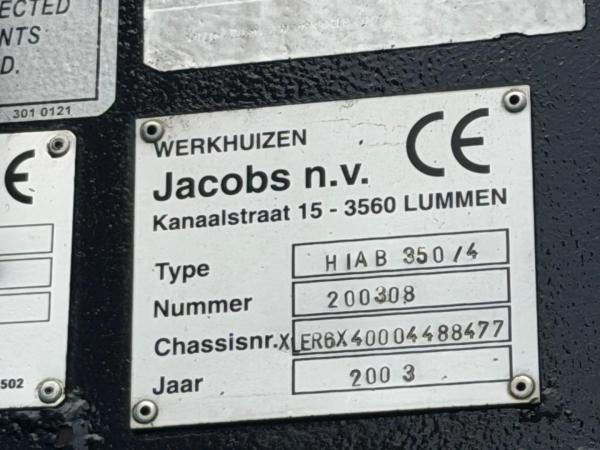 ECTED
NTS
D.
301 0121
CE
502
WERKHUIZEN
CE
Jacobs n.v.
Kanaalstraat 15 - 3560 LUMMEN
Type HIAB 350/4
Nummer 200308
Chassisnr. XLER6X40004488477
Jaar 2003